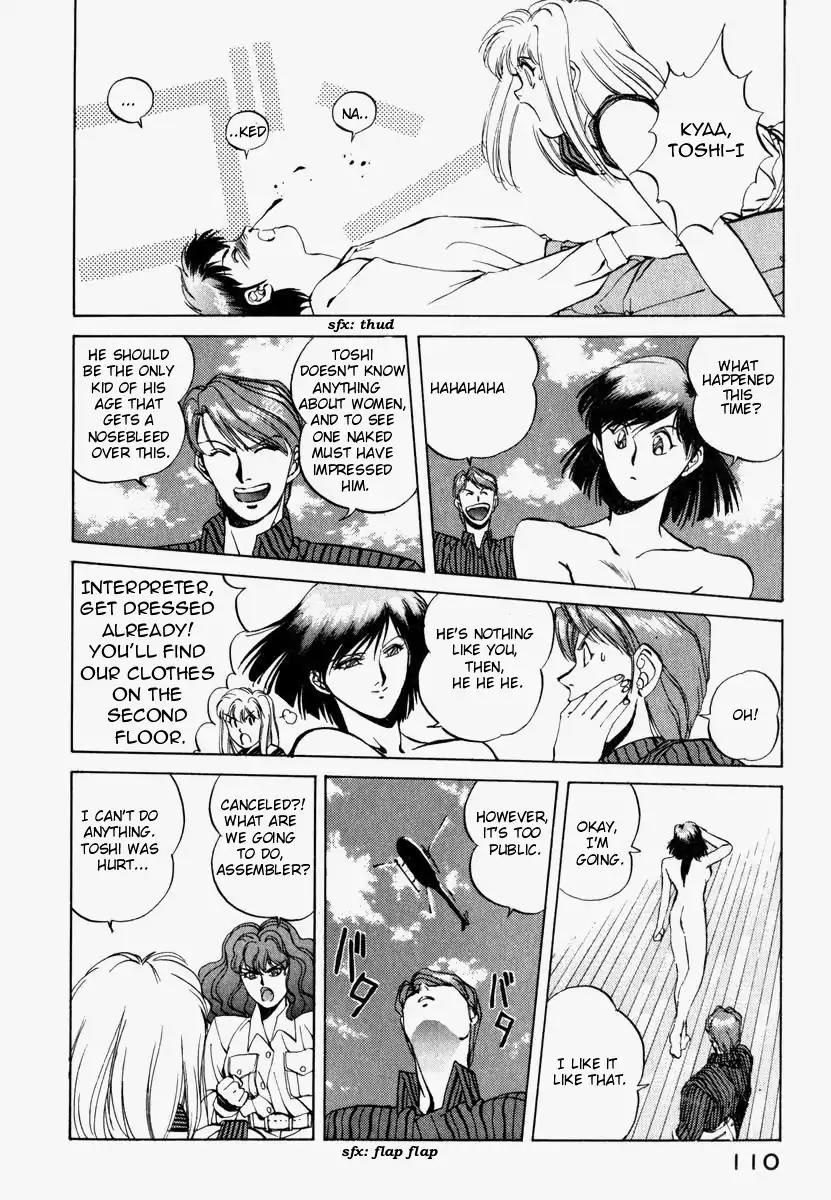 KYAA,
TOSHI-I
NA..
..KED
...
sfx: thud
WHAT
HAPPENED
THIS
TIME?
HAHAHAHA
TOSHI
DOESN'T KNOW
ANYTHING
ABOUT WOMEN,
AND TO SEE
ONE NAKED
MUST HAVE
IMPRESSED
HIM.
HE SHOULD
BE THE ONLY
KID OF HIS
AGE THAT
GETS A
NOSEBLEED
OVER THIS.
OH!
HE'S NOTHING
LIKE YOU,
THEN,
HE HE HE.
INTERPRETER,
GET DRESSED
ALREADY!
YOU'LL FIND
OUR CLOTHES
ON THE
SECOND
FLOOR.
OKAY,
I'M
GOING.
I LIKE IT
LIKE THAT.
HOWEVER,
IT'S TOO
PUBLIC.
バタ
バタ
sfx: flap flap
CANCELED?!
WHAT ARE
WE GOING
TO DO,
ASSEMBLER?
I CAN'T DO
ANYTHING.
TOSHI WAS
HURT...
110